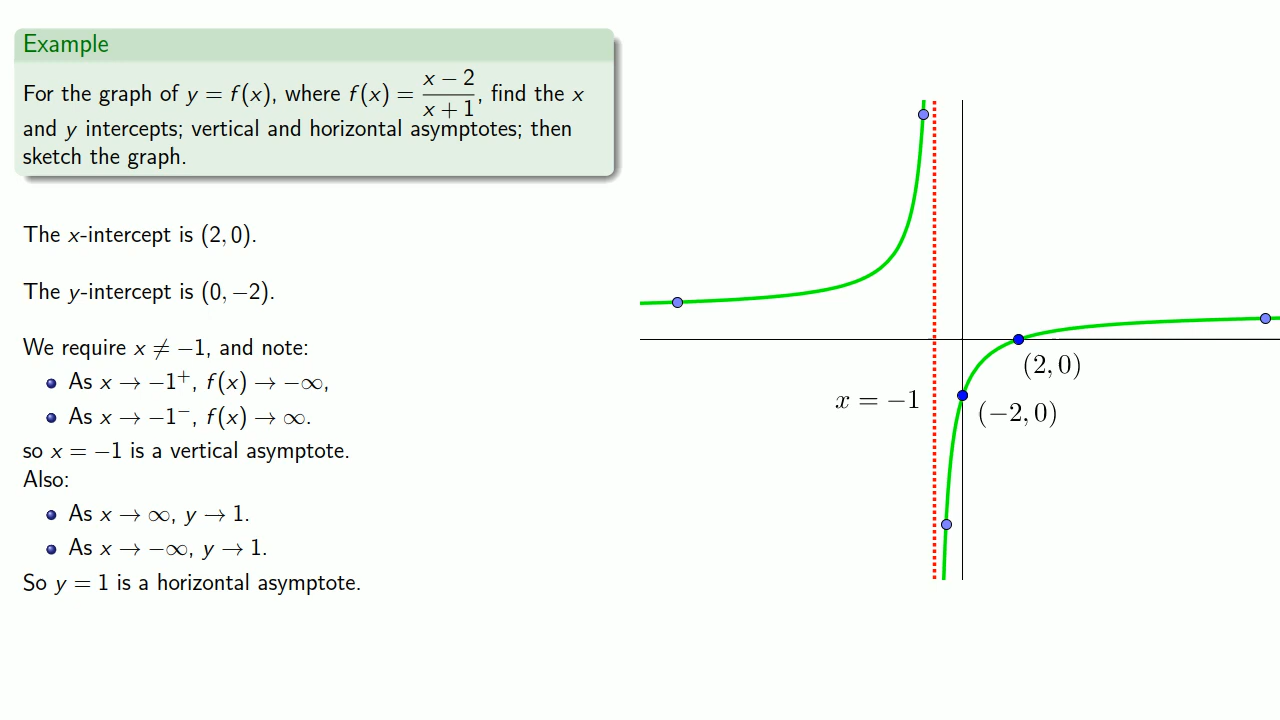 Example
For the graph of y = f(x), where f(x) = (x − 2)/(x + 1), find the x
and y intercepts; vertical and horizontal asymptotes; then
sketch the graph.
The x-intercept is (2, 0).
The y-intercept is (0, −2).
We require x ≠ −1, and note:
• As x → −1⁺, f(x) → −∞,
• As x → −1⁻, f(x) → ∞.
so x = −1 is a vertical asymptote.
Also:
• As x → ∞, y → 1.
• As x → −∞, y → 1.
So y = 1 is a horizontal asymptote.
(2, 0)
x = −1
(−2, 0)